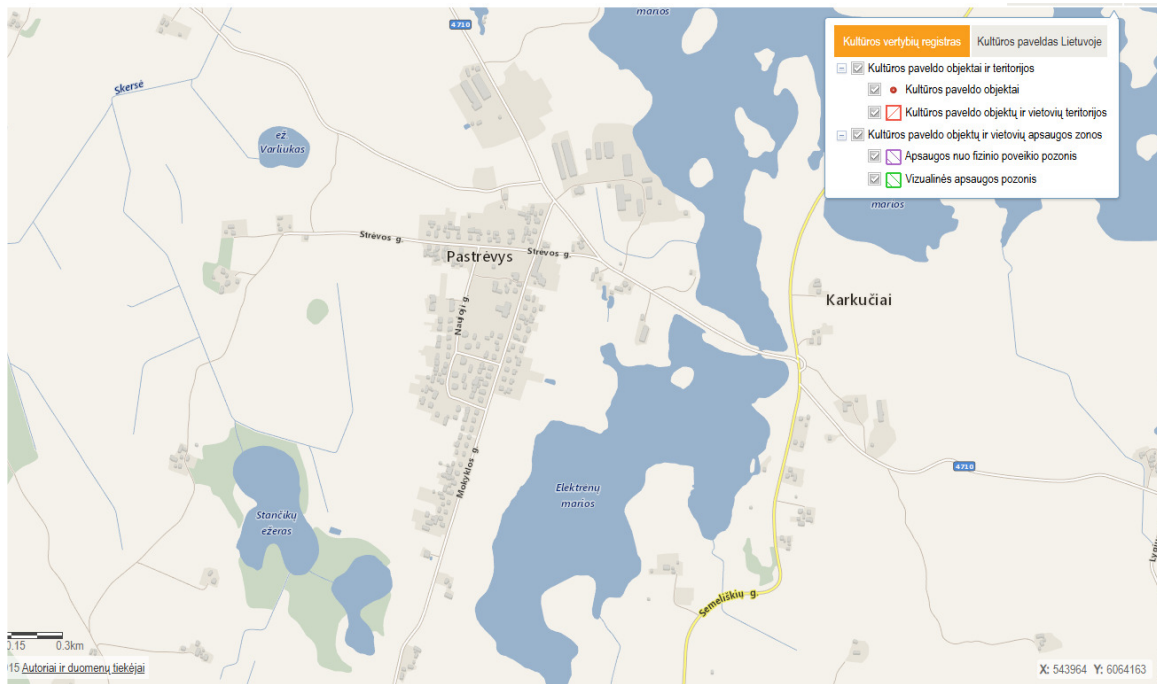 marios
4710
Kultūros vertybių registras
Kultūros paveldas Lietuvoje
Kultūros paveldo objektai ir teritorijos
Kultūros paveldo objektai
Kultūros paveldo objektų ir vietovių teritorijos
Kultūros paveldo objektų ir vietovių apsaugos zonos
Apsaugos nuo fizinio poveikio pozonis
Vizualinės apsaugos pozonis
marios
Skersė
ež.
Varliukas
Strėvos g.
Strėvos g.
Pastrėvys
Karkučiai
Naujoji g.
Mokyklos g.
4710
Elektrėnų
marios
Stančikų
ežeras
Semeliškių g.
0.15
0.3km
015 Autoriai ir duomenų tiekėjai
X: 543964 Y: 6064163